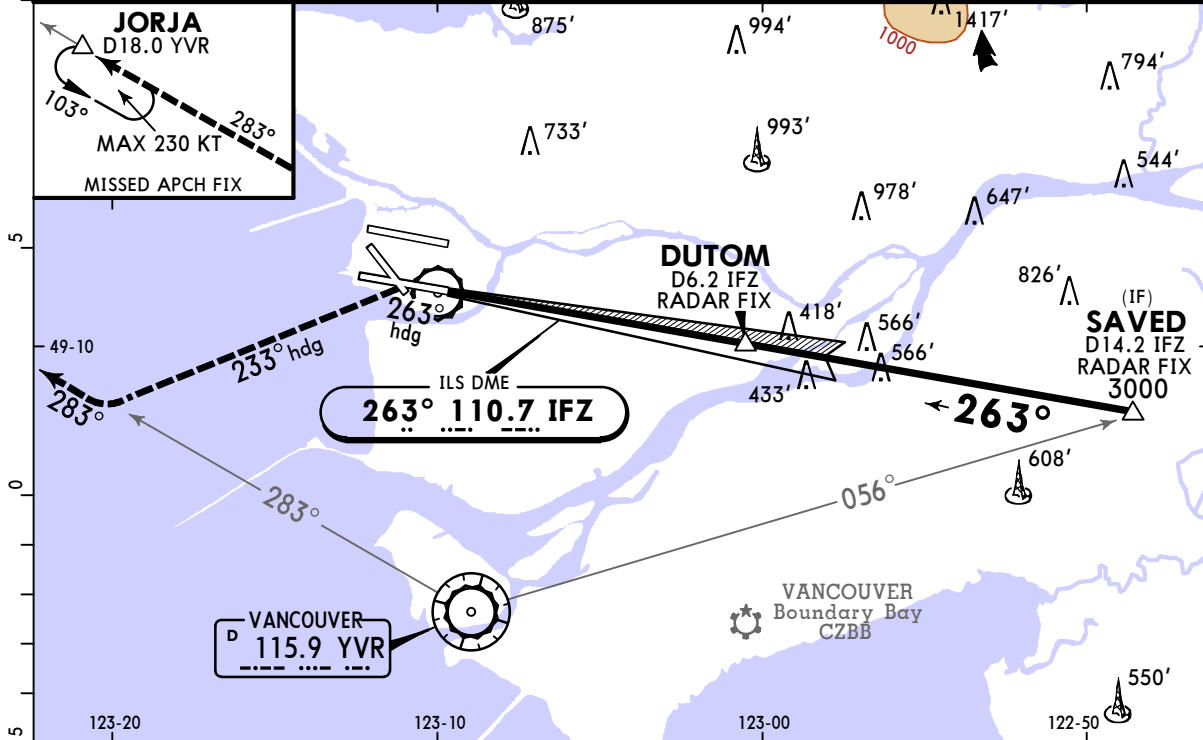 JORJA
D18.0 YVR
103°
283°
MAX 230 KT
MISSED APCH FIX
875′
994′
1000
1417′
794′
733′
993′
544′
978′
647′
5
DUTOM
D6.2 IFZ
RADAR FIX
826′
(IF)
SAVED
D14.2 IFZ
RADAR FIX
3000
263°
hdg
418′
566′
566′
433′
49-10
233° hdg
283°
ILS DME
263° 110.7 IFZ
263°
608′
0
283°
056°
VANCOUVER
D 115.9 YVR
VANCOUVER
Boundary Bay
CZBB
550′
5
123-20
123-10
123-00
122-50